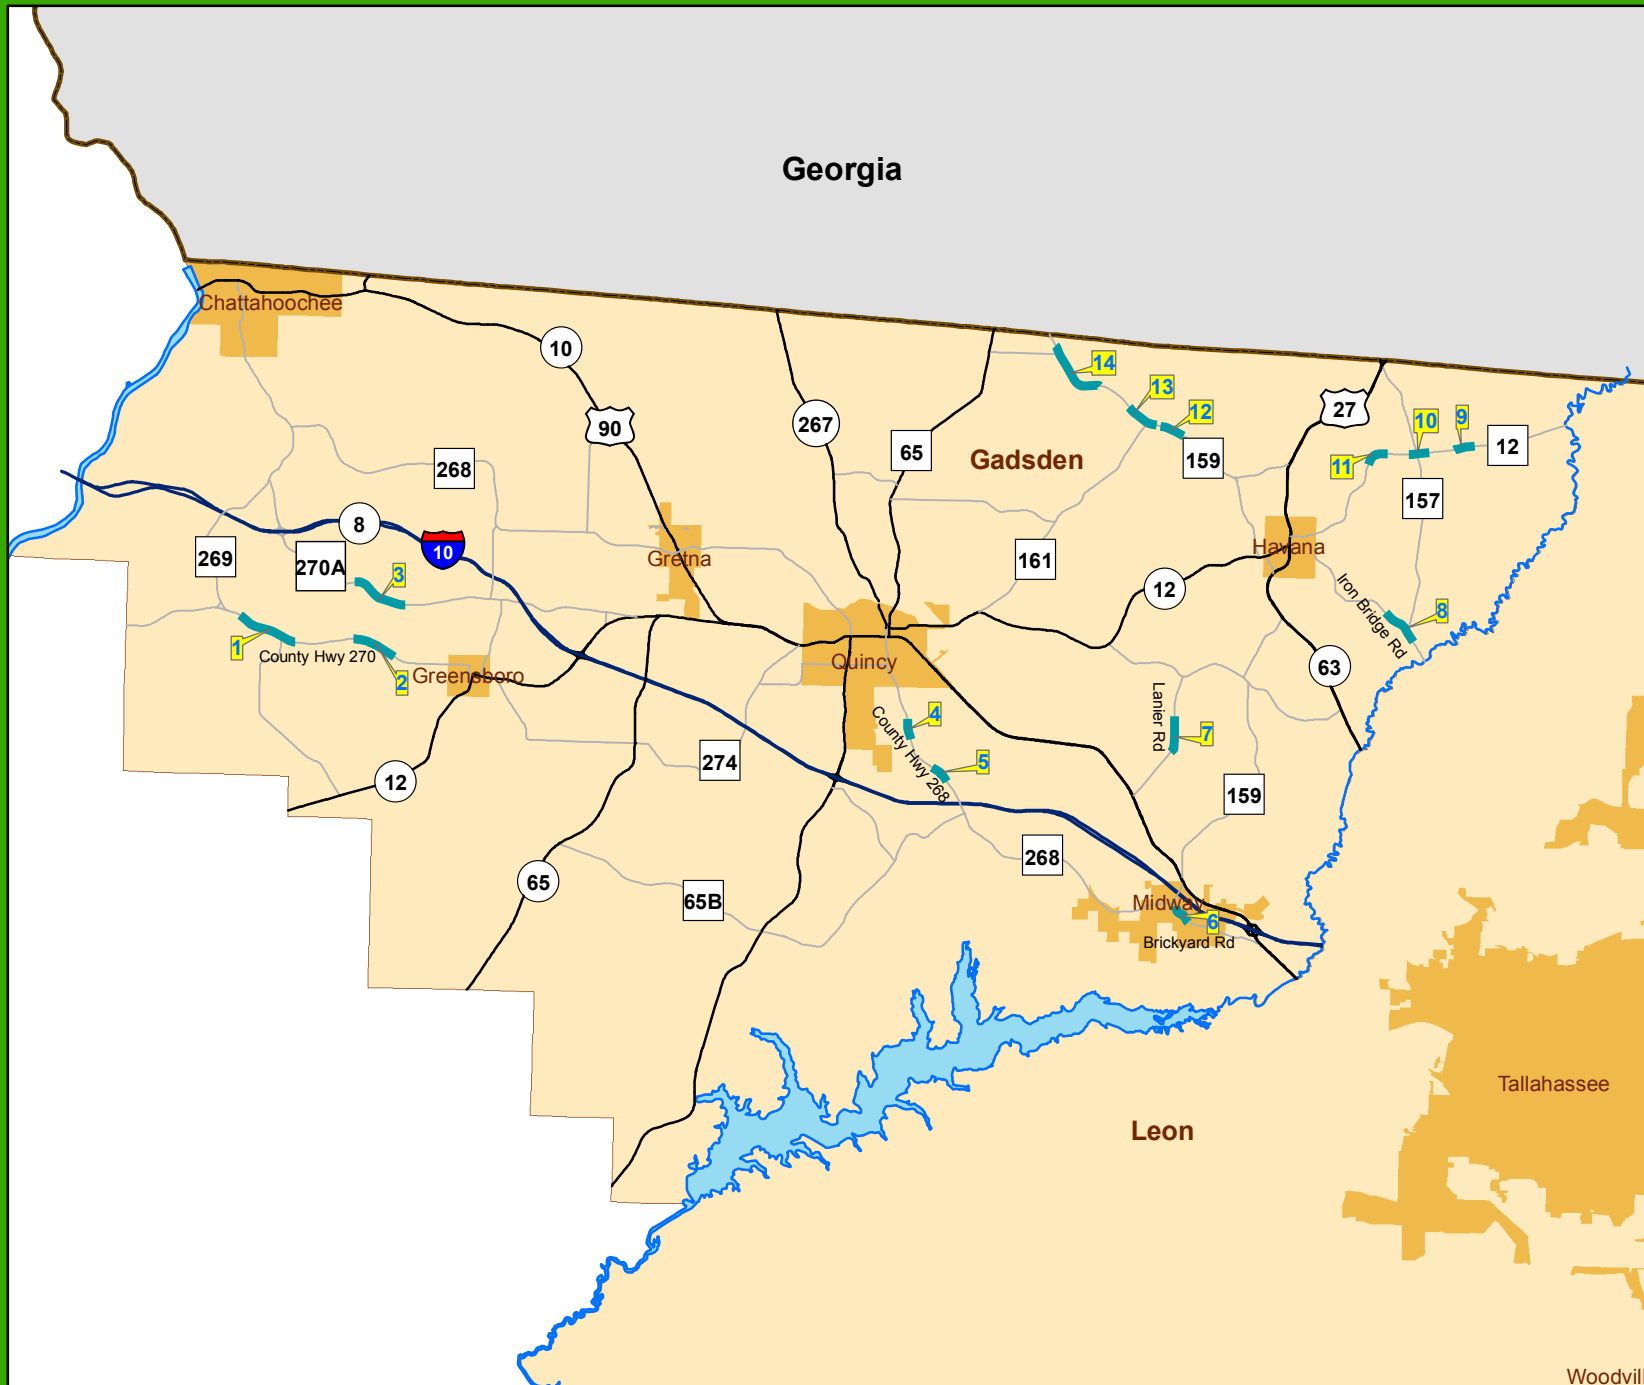 Georgia
Chattahoochee
10
14
13
12
27
90
267
65
Gadsden
159
10
9
12
11
268
157
8
10
269
270A
3
Gretna
161
Havana
12
Iron Bridge Rd
8
1
County Hwy 270
2
Greensboro
Quincy
63
Lanier Rd
7
4
County Hwy 268
5
274
12
159
268
65
65B
Midway
6
Brickyard Rd
Tallahassee
Leon
Woodvil